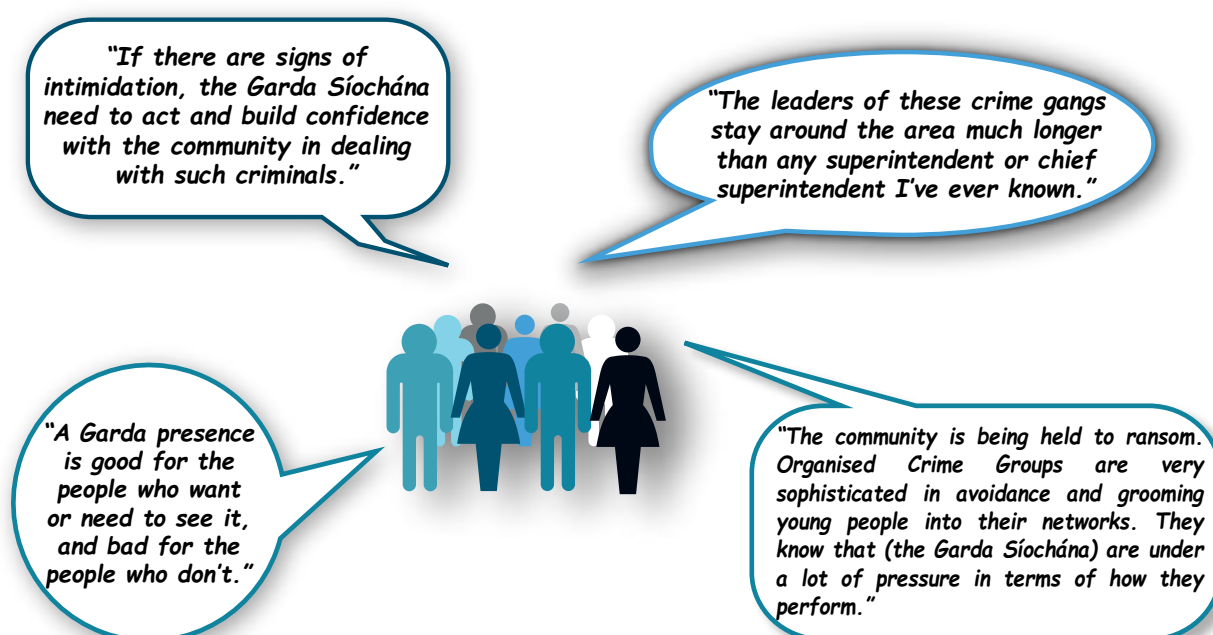 “If there are signs of
intimidation, the Garda Síochána
need to act and build confidence
with the community in dealing
with such criminals.”
“The leaders of these crime gangs
stay around the area much longer
than any superintendent or chief
superintendent I’ve ever known.”
“A Garda presence
is good for the
people who want
or need to see it,
and bad for the
people who don’t.”
“The community is being held to ransom.
Organised Crime Groups are very
sophisticated in avoidance and grooming
young people into their networks. They
know that (the Garda Síochána) are under
a lot of pressure in terms of how they
perform.”